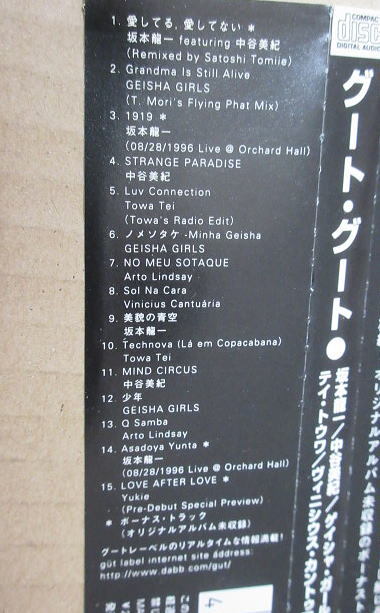 1. 愛してる, 愛してない *
坂本龍一 featuring 中谷美紀
(Remixed by Satoshi Tomiie)
2. Grandma Is Still Alive
GEISHA GIRLS
(T. Mori's Flying Phat Mix)
3. 1919 *
坂本龍一
(08/28/1996 Live @ Orchard Hall)
4. STRANGE PARADISE
中谷美紀
5. Luv Connection
Towa Tei
(Towa's Radio Edit)
6. ノメソタケ -Minha Geisha
GEISHA GIRLS
7. NO MEU SOTAQUE
Arto Lindsay
8. Sol Na Cara
Vinicius Cantuária
9. 美貌の青空
坂本龍一
10. Technova (Lá em Copacabana)
Towa Tei
11. MIND CIRCUS
中谷美紀
12. 少年
GEISHA GIRLS
13. Q Samba
Arto Lindsay
14. Asadoya Yunta *
坂本龍一
(08/28/1996 Live @ Orchard Hall)
15. LOVE AFTER LOVE *
Yukie
(Pre-Debut Special Preview)
* ボーナス・トラック
(オリジナルアルバム未収録)
グートレーベルのリアルタイムな情報満載!
güt label internet site address:
http://www.dabb.com/gut/
COMPACT
disc
DIGITAL AUDIO
グート・グート●
坂本龍一/中谷美紀/ゲイシャ・ガー
テイ・トウワ/ヴィニシウス・カントゥ
オリジナルアルバム未収録のボーナスト
4